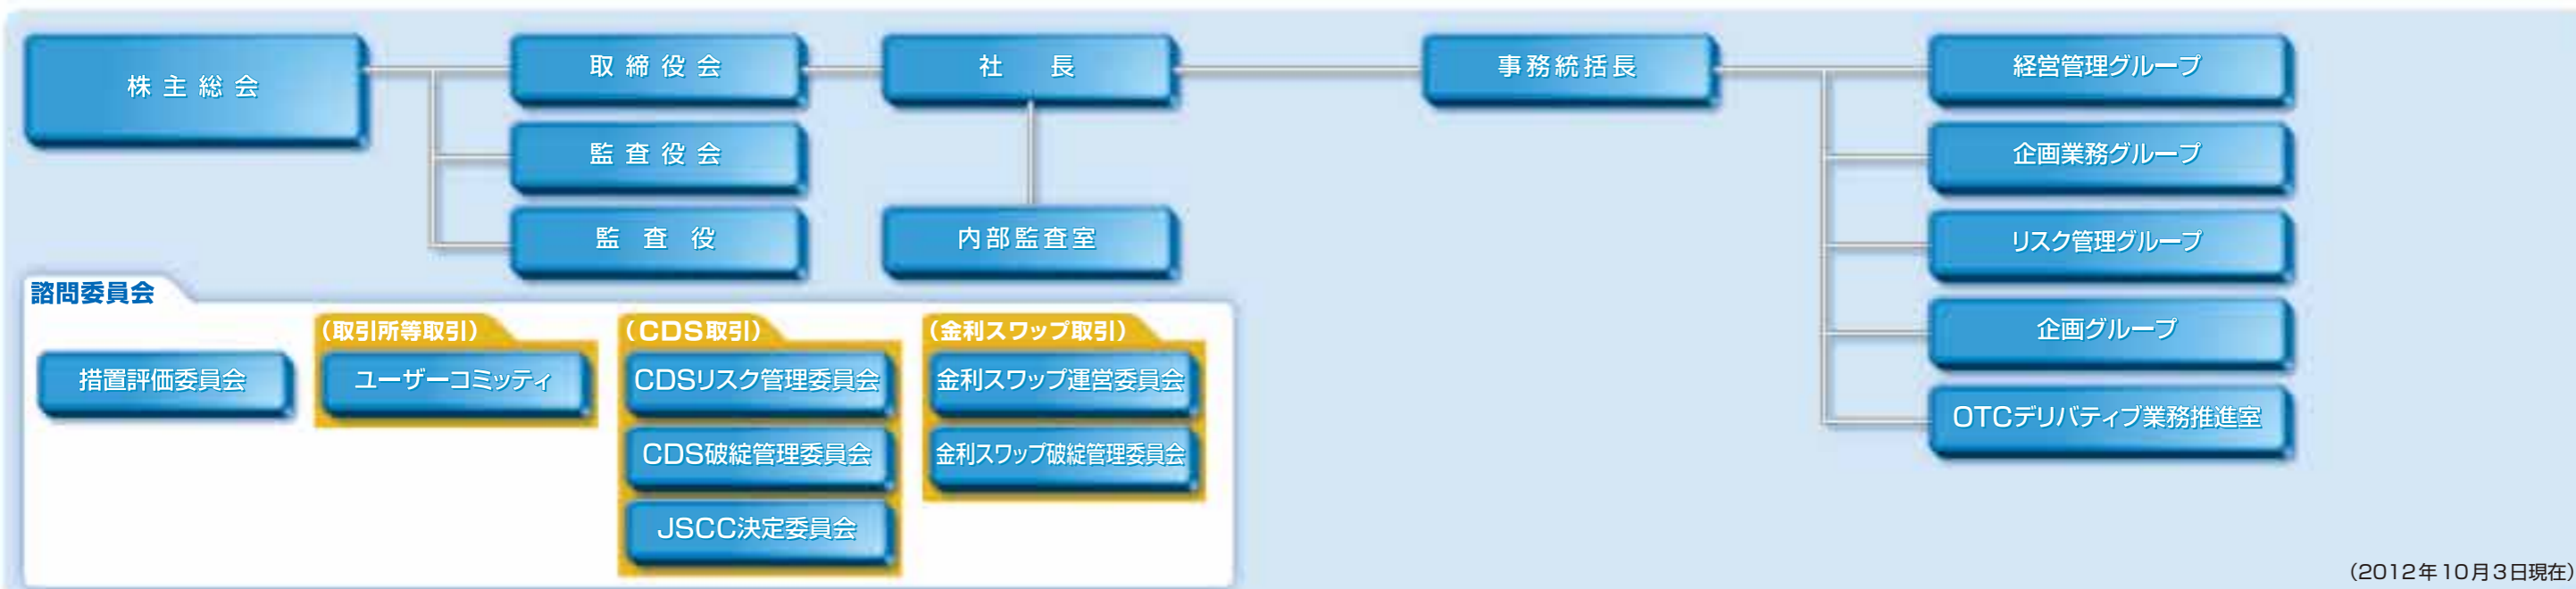 株主総会
取締役会
社長
事務統括長
経営管理グループ
監査役会
企画業務グループ
監査役
内部監査室
リスク管理グループ
企画グループ
OTCデリバティブ業務推進室
諮問委員会
(取引所等取引)
(CDS取引)
(金利スワップ取引)
措置評価委員会
ユーザーコミッティ
CDSリスク管理委員会
金利スワップ運営委員会
CDS破綻管理委員会
金利スワップ破綻管理委員会
JSCC決定委員会
(2012年10月3日現在)